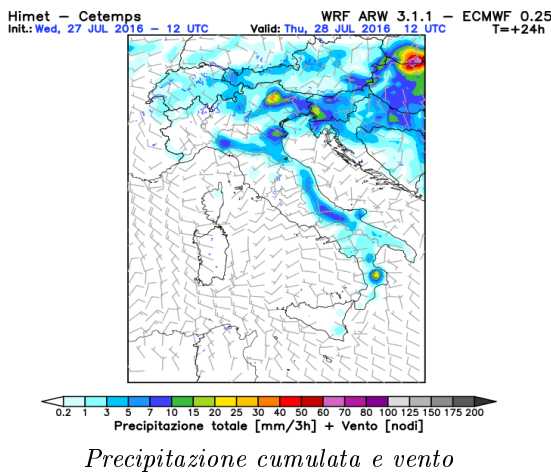 Himet – Cetemps WRF ARW 3.1.1 – ECMWF 0.25
Init.: Wed, 27 JUL 2016 – 12 UTC Valid: Thu, 28 JUL 2016 12 UTC T=+24h
0.2 1 3 5 7 10 15 20 25 30 40 50 60 70 80 100 125 150 175 200
Precipitazione totale [mm/3h] + Vento [nodi]
Precipitazione cumulata e vento